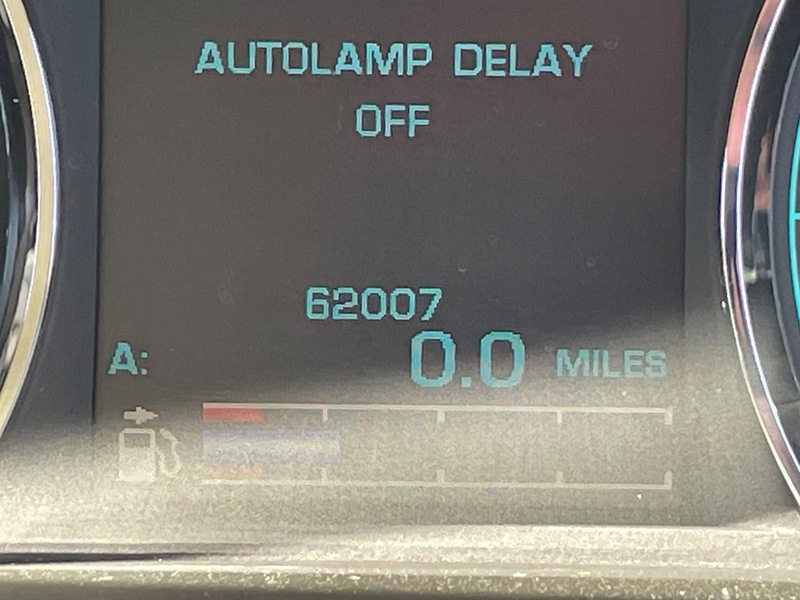 AUTOLAMP DELAY
OFF
62007
A: 0.0 MILES